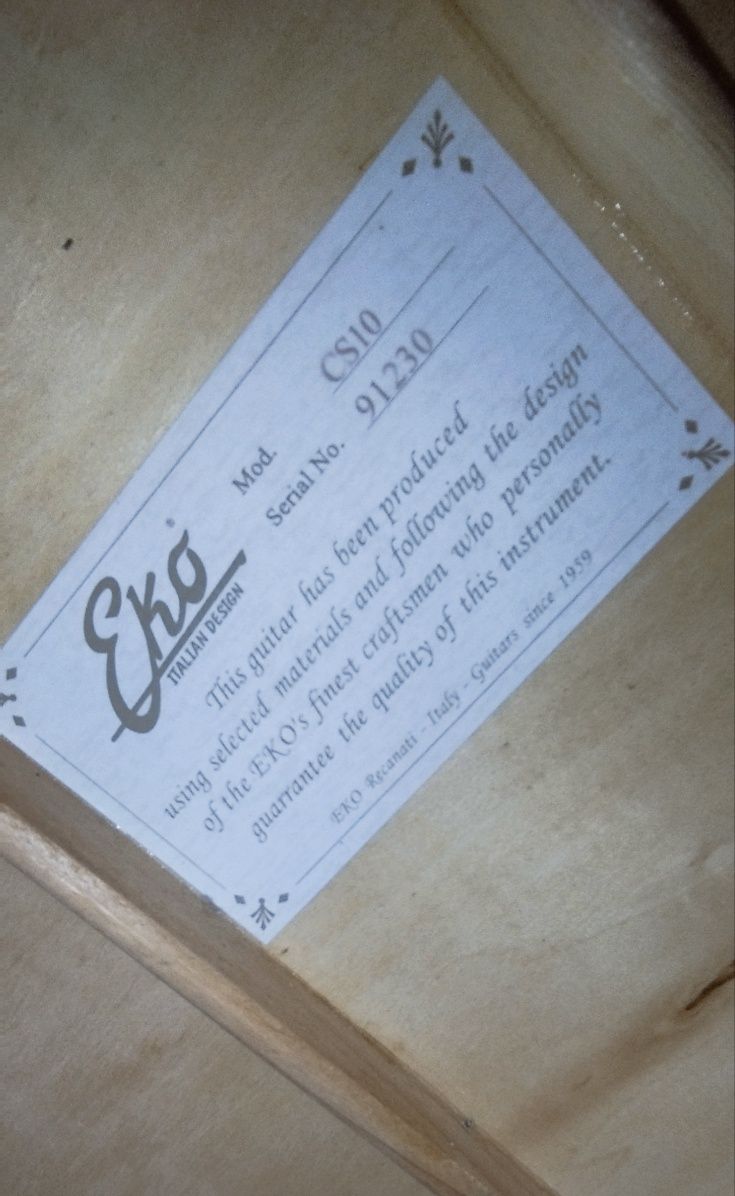 Eko®
ITALIAN DESIGN
Mod. CS10
Serial No. 91230
This guitar has been produced
using selected materials and following the design
of the EKO's finest craftsmen who personally
guarrantee the quality of this instrument.
EKO Recanati - Italy - Guitars since 1959